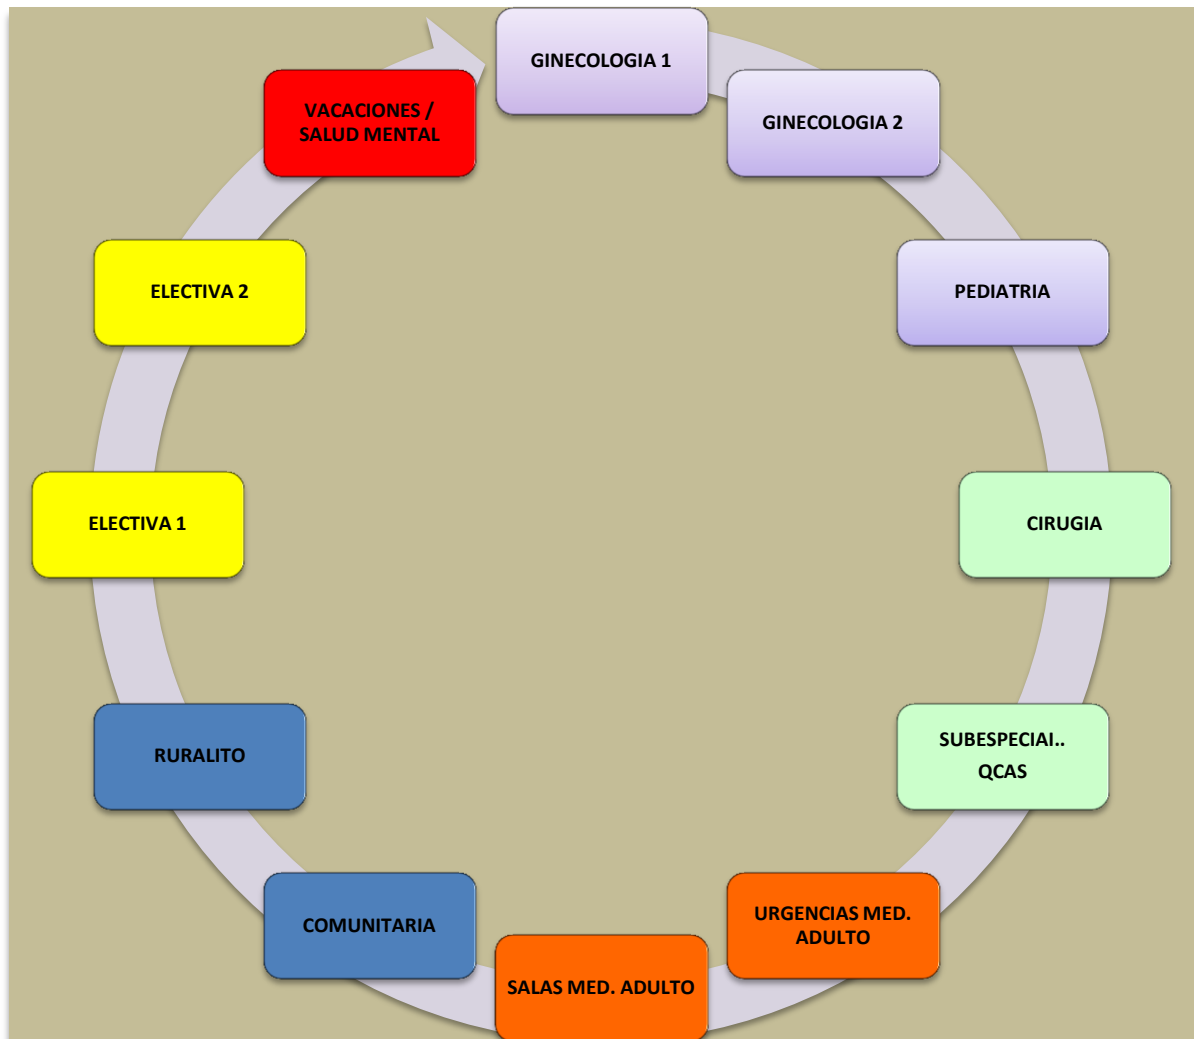 GINECOLOGIA 1
GINECOLOGIA 2
PEDIATRIA
CIRUGIA
SUBESPECIAI..
QCAS
URGENCIAS MED.
ADULTO
SALAS MED. ADULTO
COMUNITARIA
RURALITO
ELECTIVA 1
ELECTIVA 2
VACACIONES /
SALUD MENTAL